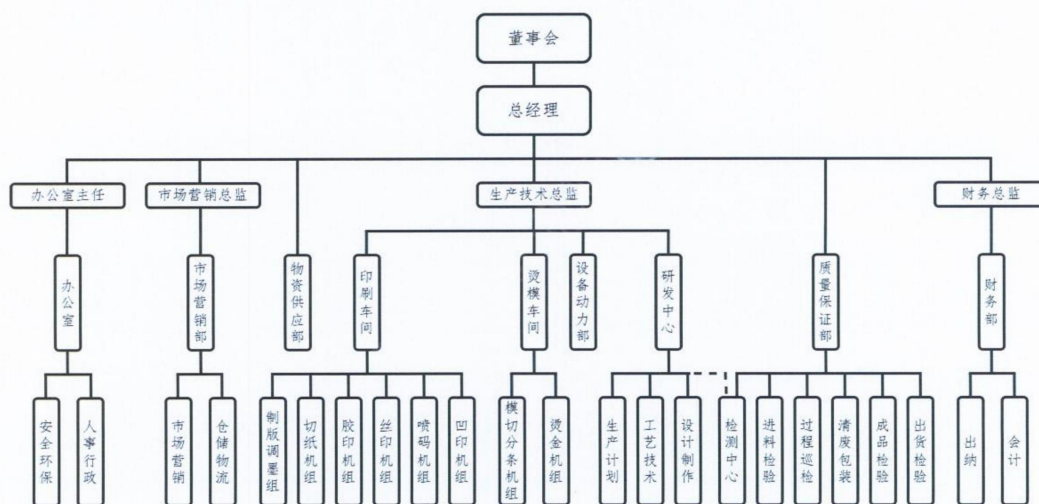 董事会
总经理
办公室主任
市场营销总监
生产技术总监
财务总监
办公室
市场营销部
物资供应部
印刷车间
烫模车间
设备动力部
研发中心
质量保证部
财务部
安全环保
人事行政
市场营销
仓储物流
制版调墨组
切纸机组
胶印机组
丝印机组
喷码机组
凹印机组
模切分条机组
烫金机组
生产计划
工艺技术
设计制作
检测中心
进料检验
过程巡检
清废包装
成品检验
出货检验
出纳
会计